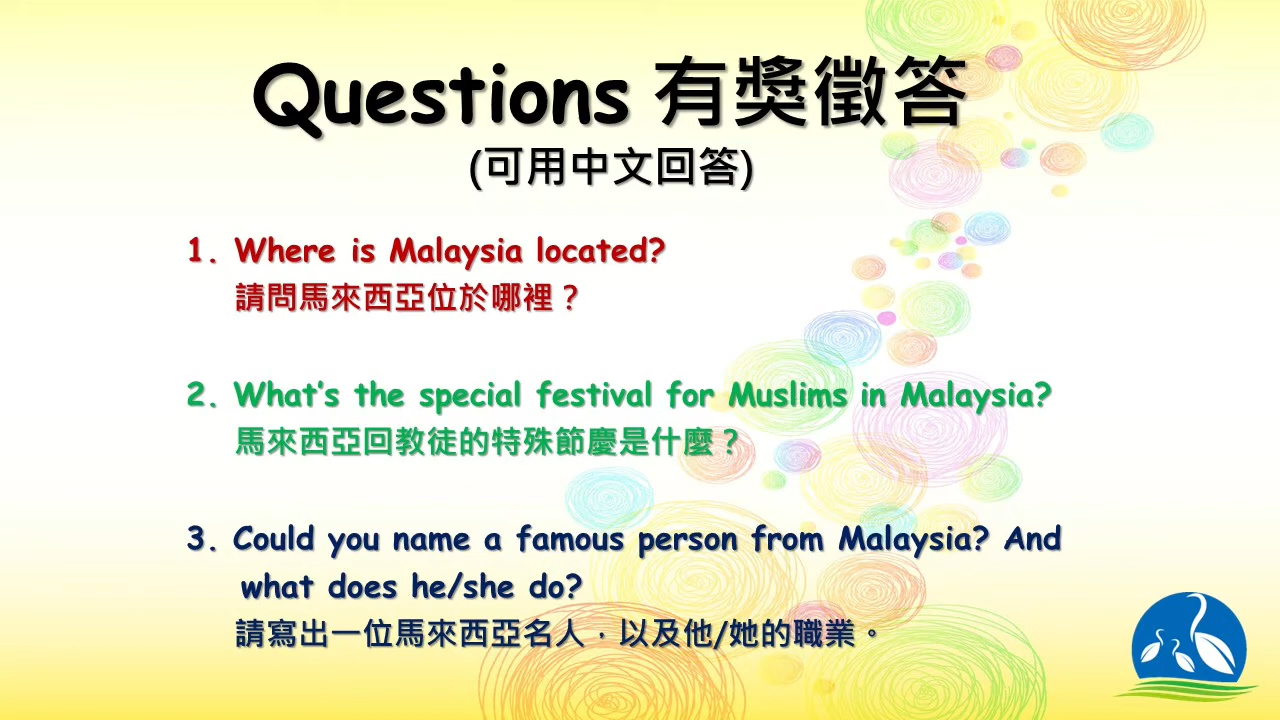 Questions 有獎徵答
(可用中文回答)
1. Where is Malaysia located?
請問馬來西亞位於哪裡？
2. What's the special festival for Muslims in Malaysia?
馬來西亞回教徒的特殊節慶是什麼？
3. Could you name a famous person from Malaysia? And
what does he/she do?
請寫出一位馬來西亞名人，以及他/她的職業。